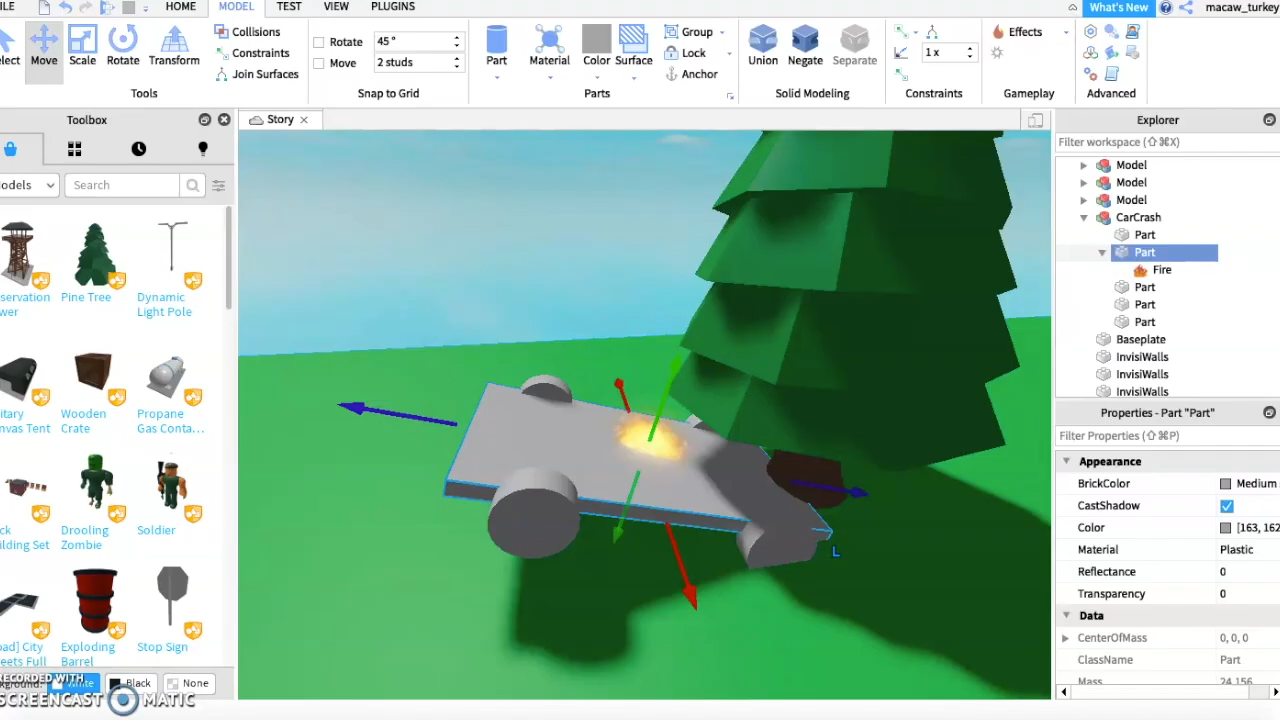 ILE HOME MODEL TEST VIEW PLUGINS What's New macaw_turkey
elect Move Scale Rotate Transform
Collisions
Constraints
Join Surfaces
Tools
Rotate 45°
Move 2 studs
Snap to Grid
Part Material Color Surface
Group
Lock
Anchor
Parts
Union Negate Separate
Solid Modeling
1 x
Constraints
Effects
Gameplay
Advanced
Toolbox
odels Search
servation
wer
Pine Tree
Dynamic
Light Pole
itary
nvas Tent
Wooden
Crate
Propane
Gas Conta...
ck
ilding Set
Drooling
Zombie
Soldier
oad] City
eets Full
Exploding
Barrel
Stop Sign
kground: White Black None
RECORDED WITH
SCREENCAST MATIC
Story
L
Explorer
Filter workspace (⇧⌘X)
Model
Model
Model
CarCrash
Part
Part
Fire
Part
Part
Part
Baseplate
InvisiWalls
InvisiWalls
InvisiWalls
Properties - Part "Part"
Filter Properties (⇧⌘P)
Appearance
BrickColor Medium
CastShadow
Color [163, 162
Material Plastic
Reflectance 0
Transparency 0
Data
CenterOfMass 0, 0, 0
ClassName Part
Mass 24.156